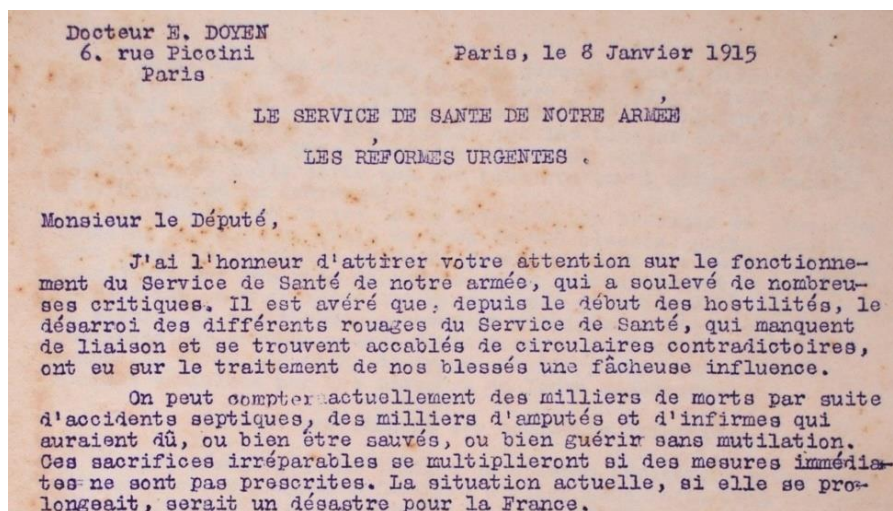 Docteur E. DOYEN
6. rue Piccini
Paris, le 8 Janvier 1915
Paris
LE SERVICE DE SANTE DE NOTRE ARMÉE
LES RÉFORMES URGENTES .
Monsieur le Député,
J'ai l'honneur d'attirer votre attention sur le fonctionne-
ment du Service de Santé de notre armée, qui a soulevé de nombreu-
ses critiques. Il est avéré que, depuis le début des hostilités, le
désarroi des différents rouages du Service de Santé, qui manquent
de liaison et se trouvent accablés de circulaires contradictoires,
ont eu sur le traitement de nos blessés une fâcheuse influence.
On peut compter actuellement des milliers de morts par suite
d'accidents septiques, des milliers d'amputés et d'infirmes qui
auraient dû, ou bien être sauvés, ou bien guérir sans mutilation.
Ces sacrifices irréparables se multiplieront si des mesures immédia-
tes ne sont pas prescrites. La situation actuelle, si elle se pro-
longeait, serait un désastre pour la France.